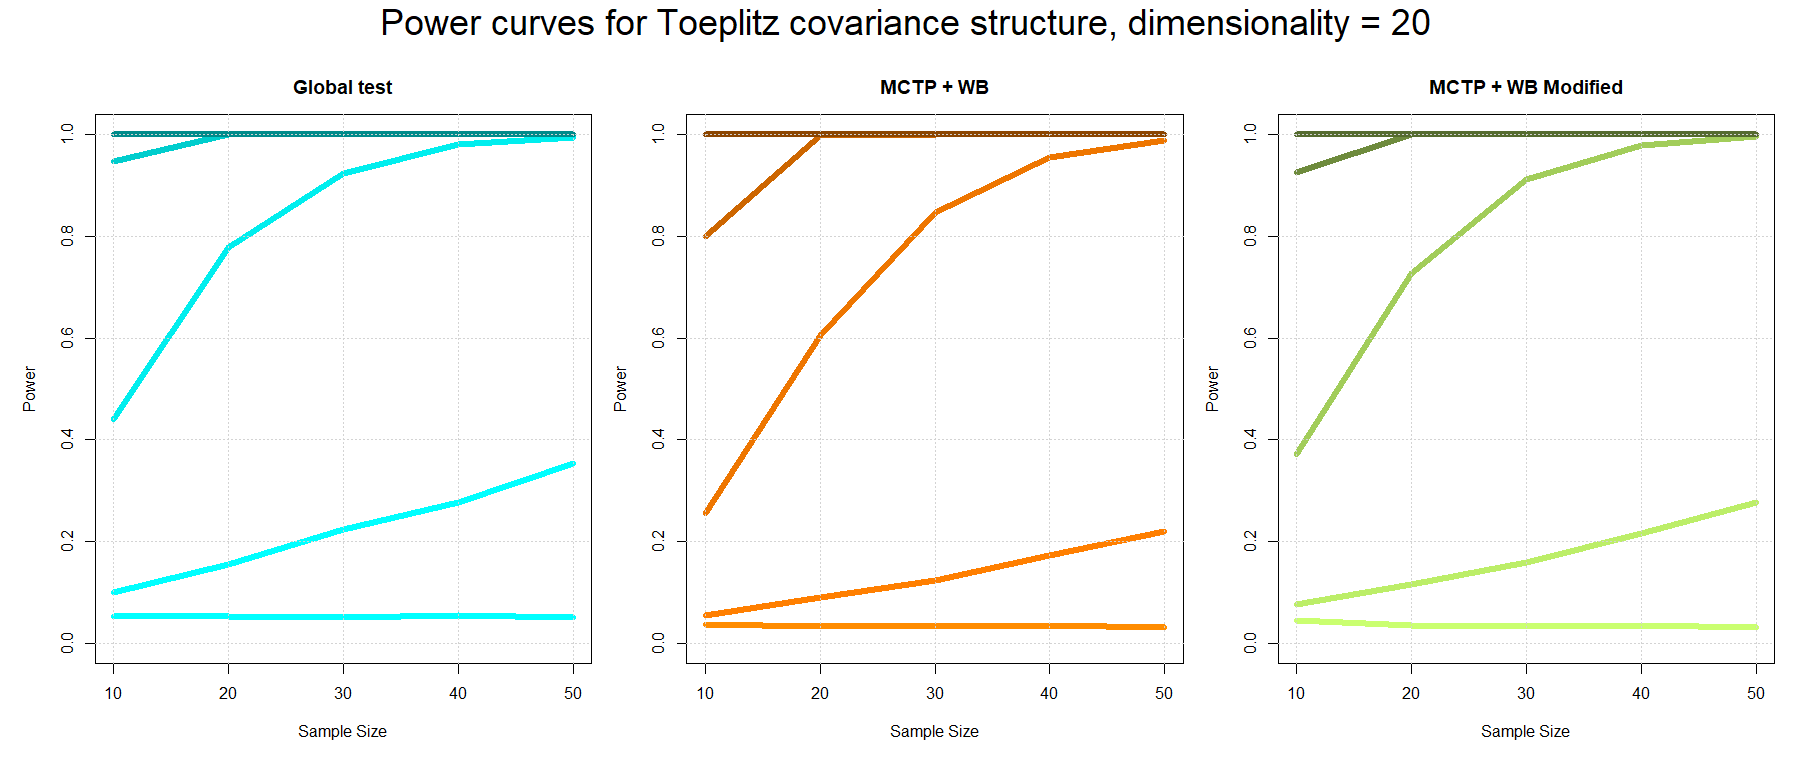 Power curves for Toeplitz covariance structure, dimensionality = 20
Global test
Power
0.0 0.2 0.4 0.6 0.8 1.0
10 20 30 40 50
Sample Size
MCTP + WB
Power
0.0 0.2 0.4 0.6 0.8 1.0
10 20 30 40 50
Sample Size
MCTP + WB Modified
Power
0.0 0.2 0.4 0.6 0.8 1.0
10 20 30 40 50
Sample Size